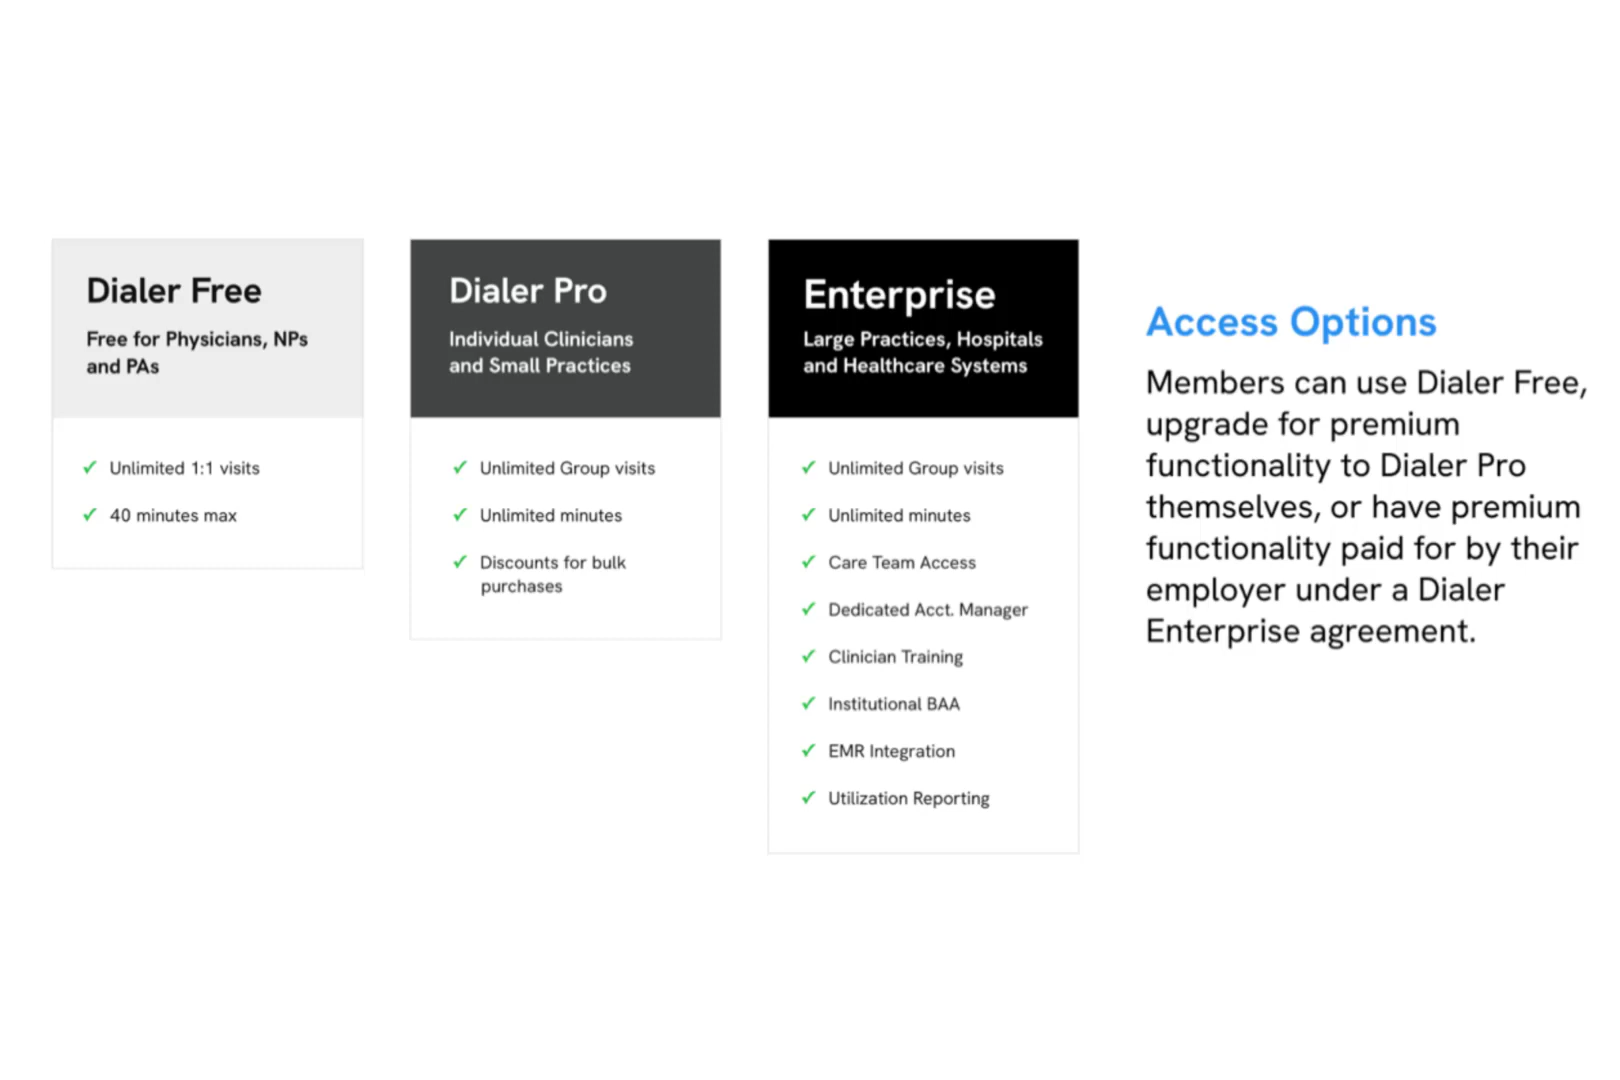 Dialer Free
Free for Physicians, NPs
and PAs
✓ Unlimited 1:1 visits
✓ 40 minutes max
Dialer Pro
Individual Clinicians
and Small Practices
✓ Unlimited Group visits
✓ Unlimited minutes
✓ Discounts for bulk
purchases
Enterprise
Large Practices, Hospitals
and Healthcare Systems
✓ Unlimited Group visits
✓ Unlimited minutes
✓ Care Team Access
✓ Dedicated Acct. Manager
✓ Clinician Training
✓ Institutional BAA
✓ EMR Integration
✓ Utilization Reporting
Access Options
Members can use Dialer Free,
upgrade for premium
functionality to Dialer Pro
themselves, or have premium
functionality paid for by their
employer under a Dialer
Enterprise agreement.